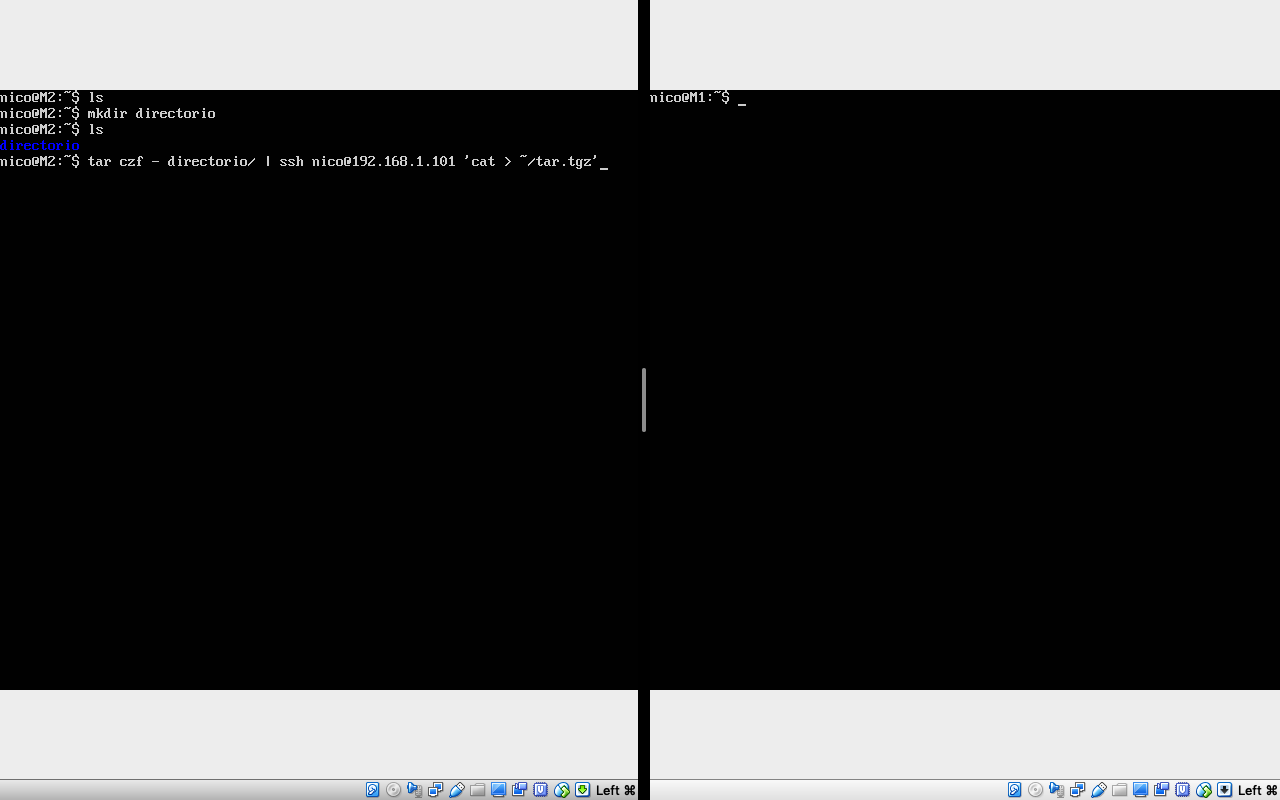 nico@M2:~$ ls
nico@M2:~$ mkdir directorio
nico@M2:~$ ls
directorio
nico@M2:~$ tar czf - directorio/ | ssh nico@192.168.1.101 'cat > ~/tar.tgz'_
Left ⌘
nico@M1:~$ _
Left ⌘